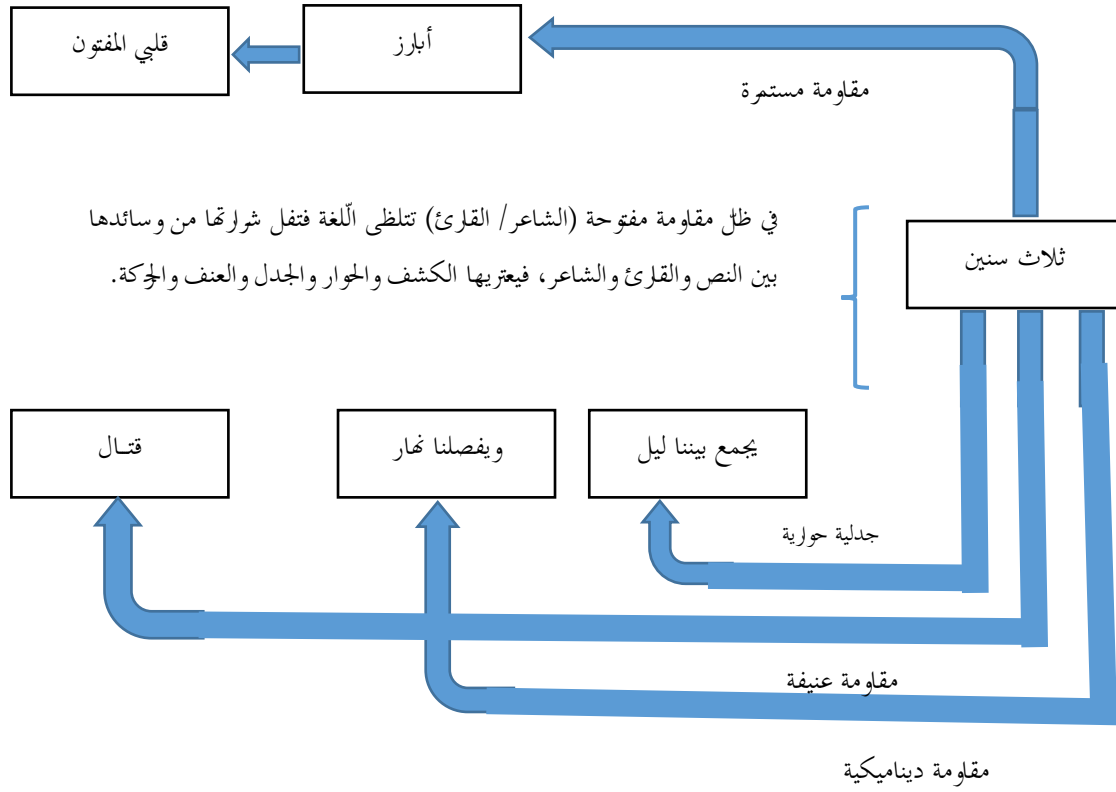 أبارز
قلبي المفتون
مقاومة مستمرة
في ظل مقاومة مفتوحة (الشاعر/ القارئ) تتلظى الّلغة فتفل شرارتها من وسائدها
بين النص والقارئ والشاعر، فيعتريها الكشف والحوار والجدل والعنف والحركة.
ثلاث سنين
يجمع بيننا ليل
ويفصلنا نهار
قتـال
جدلية حوارية
مقاومة عنيفة
مقاومة ديناميكية